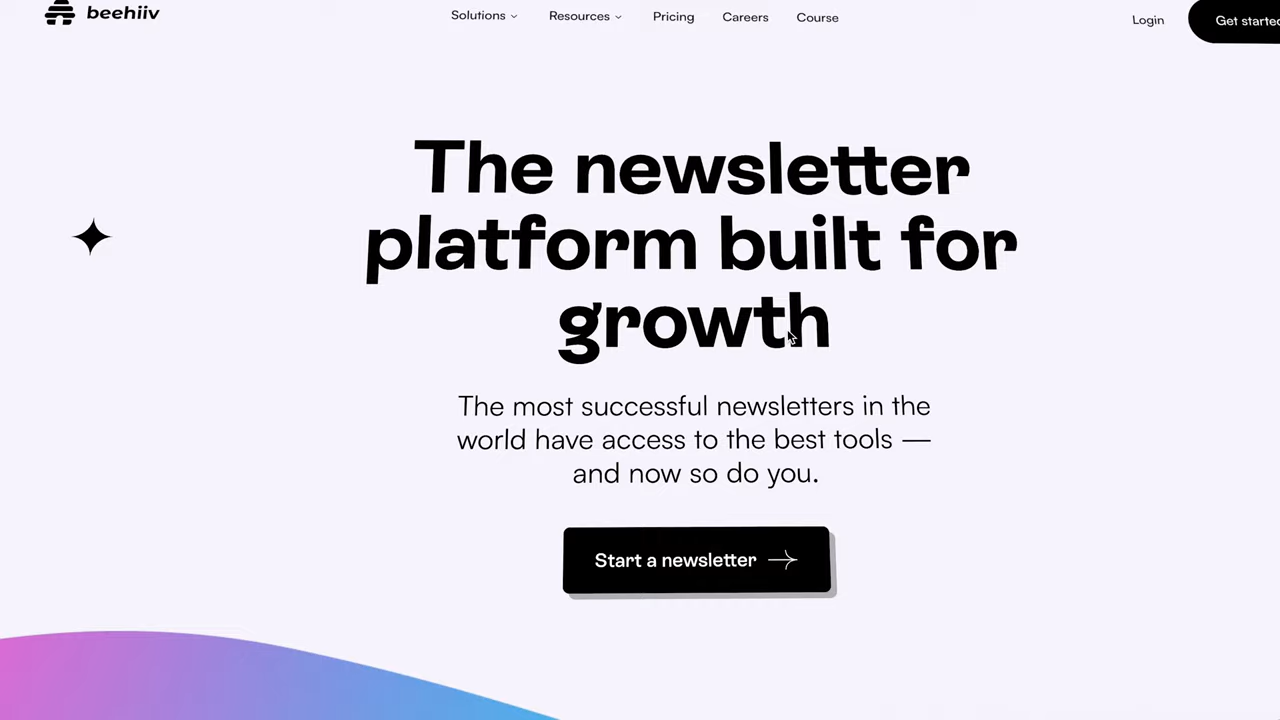 beehiiv
Solutions
Resources
Pricing
Careers
Course
Login
Get started
The newsletter
platform built for
growth
The most successful newsletters in the
world have access to the best tools —
and now so do you.
Start a newsletter